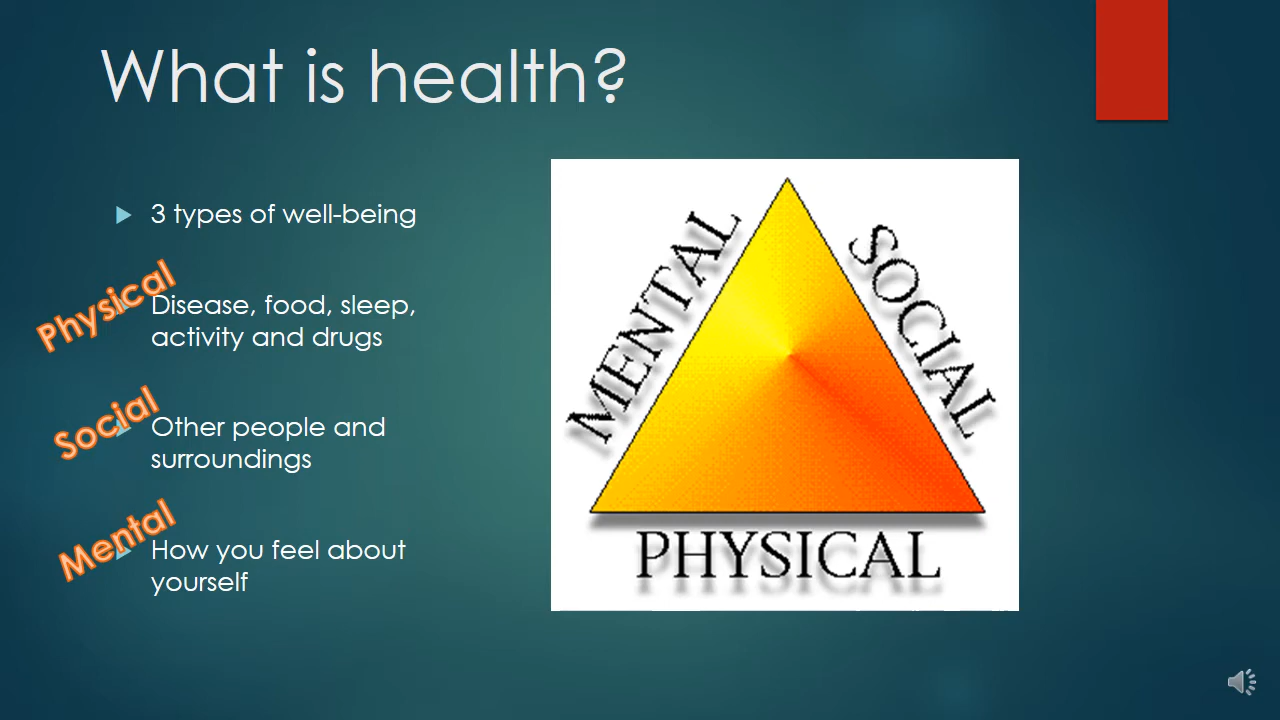 What is health?
3 types of well-being
Physical
Disease, food, sleep,
activity and drugs
Social
Other people and
surroundings
Mental
How you feel about
yourself
MENTAL
SOCIAL
PHYSICAL